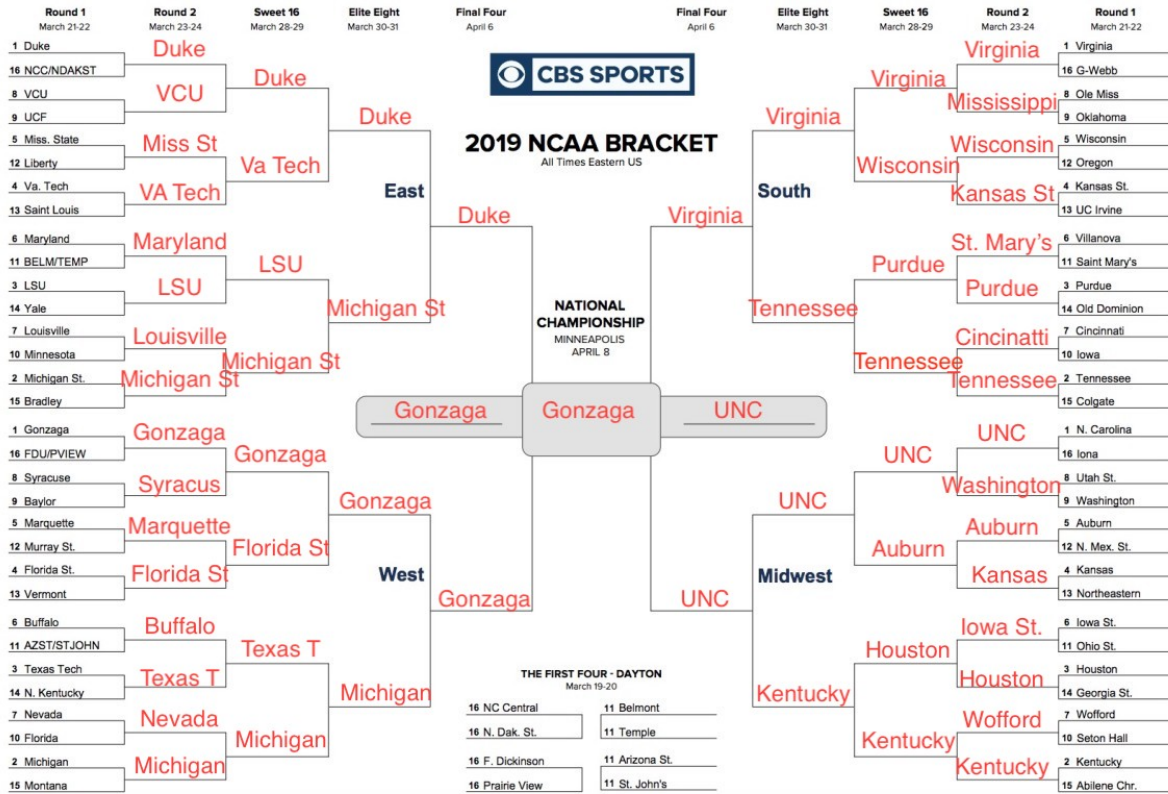 Round 1
March 21-22
Round 2
March 23-24
Sweet 16
March 28-29
Elite Eight
March 30-31
Final Four
April 6
Final Four
April 6
Elite Eight
March 30-31
Sweet 16
March 28-29
Round 2
March 23-24
Round 1
March 21-22
CBS SPORTS
2019 NCAA BRACKET
All Times Eastern US
1 Duke
16 NCC/NDAKST
8 VCU
9 UCF
5 Miss. State
12 Liberty
4 Va. Tech
13 Saint Louis
6 Maryland
11 BELM/TEMP
3 LSU
14 Yale
7 Louisville
10 Minnesota
2 Michigan St.
15 Bradley
Duke
VCU
Miss St
VA Tech
Maryland
LSU
Louisville
Michigan St
Duke
Va Tech
LSU
Michigan St
Duke
Michigan St
East
Duke
1 Gonzaga
16 FDU/PVIEW
8 Syracuse
9 Baylor
5 Marquette
12 Murray St.
4 Florida St.
13 Vermont
6 Buffalo
11 AZST/STJOHN
3 Texas Tech
14 N. Kentucky
7 Nevada
10 Florida
2 Michigan
15 Montana
Gonzaga
Syracus
Marquette
Florida St
Buffalo
Texas T
Nevada
Michigan
Gonzaga
Florida St
Texas T
Michigan
Gonzaga
Michigan
West
Gonzaga
NATIONAL
CHAMPIONSHIP
MINNEAPOLIS
APRIL 8
Gonzaga
Gonzaga
UNC
Virginia
South
Virginia
Tennessee
Virginia
Wisconsin
Purdue
Tennessee
Virginia
Mississippi
Wisconsin
Kansas St
St. Mary's
Purdue
Cincinatti
Tennessee
1 Virginia
16 G-Webb
8 Ole Miss
9 Oklahoma
5 Wisconsin
12 Oregon
4 Kansas St.
13 UC Irvine
6 Villanova
11 Saint Mary's
3 Purdue
14 Old Dominion
7 Cincinnati
10 Iowa
2 Tennessee
15 Colgate
UNC
Midwest
UNC
Kentucky
UNC
Auburn
Houston
Kentucky
UNC
Washington
Auburn
Kansas
Iowa St.
Houston
Wofford
Kentucky
1 N. Carolina
16 Iona
8 Utah St.
9 Washington
5 Auburn
12 N. Mex. St.
4 Kansas
13 Northeastern
6 Iowa St.
11 Ohio St.
3 Houston
14 Georgia St.
7 Wofford
10 Seton Hall
2 Kentucky
15 Abilene Chr.
THE FIRST FOUR - DAYTON
March 19-20
16 NC Central
16 N. Dak. St.
16 F. Dickinson
16 Prairie View
11 Belmont
11 Temple
11 Arizona St.
11 St. John's